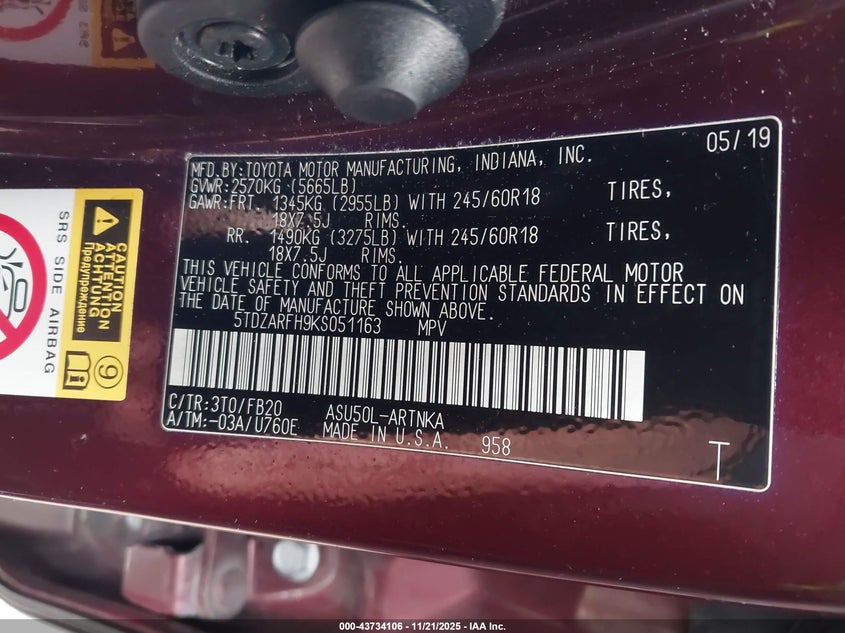 MFD.BY:TOYOTA MOTOR MANUFACTURING, INDIANA, INC. 05/19
GVWR:2570KG (5665LB)
GAWR:FRT. 1345KG (2955LB) WITH 245/60R18 TIRES,
18X7.5J RIMS.
RR. 1490KG (3275LB) WITH 245/60R18 TIRES,
18X7.5J RIMS.
THIS VEHICLE CONFORMS TO ALL APPLICABLE FEDERAL MOTOR
VEHICLE SAFETY AND THEFT PREVENTION STANDARDS IN EFFECT ON
THE DATE OF MANUFACTURE SHOWN ABOVE.
5TDZARFH9KS051163 MPV
C/TR:3T0/FB20 ASU50L-ARTNKA
A/TM:-03A/U760E MADE IN U.S.A. 958
T
SRS SIDE AIRBAG
CAUTION
ATTENTION
ACHTUNG
Предупреждение
9
000-43734106 - 11/21/2025 - IAA Inc.